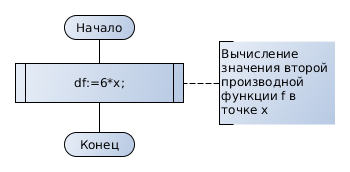 Начало
df:=6*x;
Вычисление
значения второй
производной
функции f в
точке x
Конец